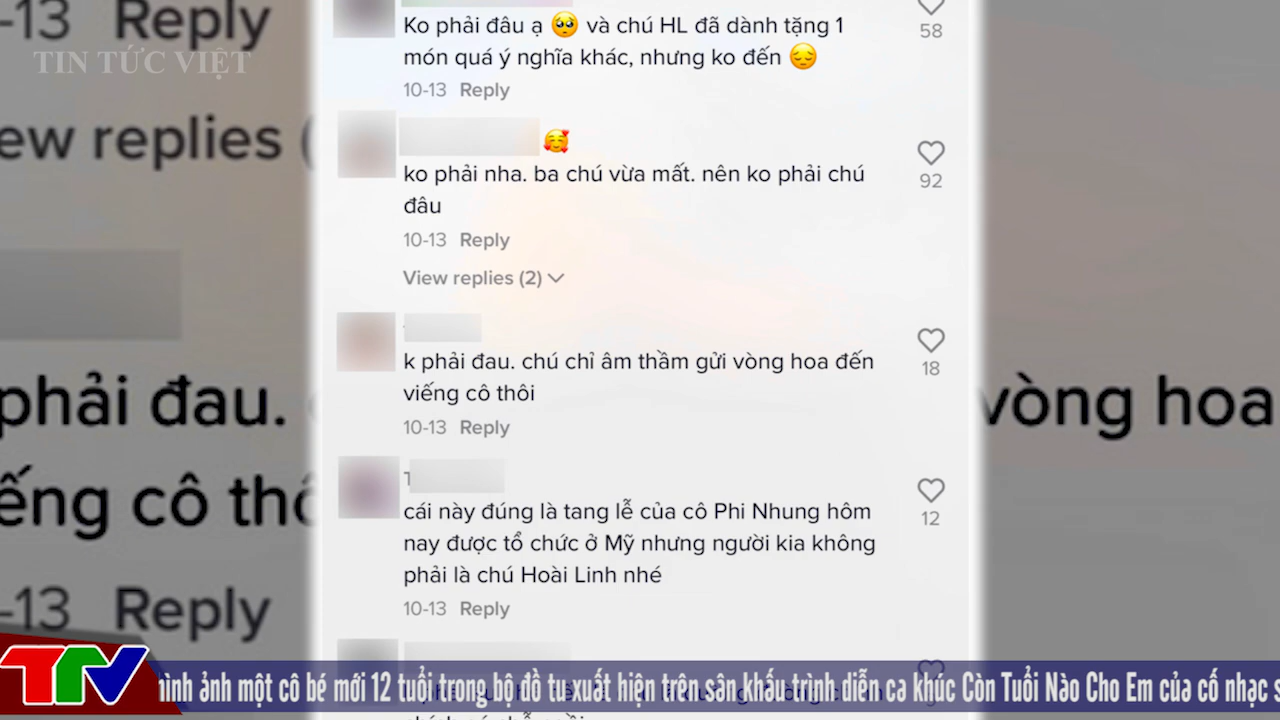 -13 Reply
TIN TỨC VIỆT
ew replies (
phải đau.
vòng hoa
ếng cô thô
-13 Reply
Ko phải đâu ạ 🥺 và chú HL đã dành tặng 1
món quá ý nghĩa khác, nhưng ko đến 😔
58
10-13 Reply
🥰
ko phải nha. ba chú vừa mất. nên ko phải chú
đâu
92
10-13 Reply
View replies (2)
k phải đau. chú chỉ âm thầm gửi vòng hoa đến
viếng cô thôi
18
10-13 Reply
T
cái này đúng là tang lễ của cô Phi Nhung hôm
nay được tổ chức ở Mỹ nhưng người kia không
phải là chú Hoài Linh nhé
12
10-13 Reply
TTV
hình ảnh một cô bé mới 12 tuổi trong bộ đồ tu xuất hiện trên sân khấu trình diễn ca khúc Còn Tuổi Nào Cho Em của cố nhạc s